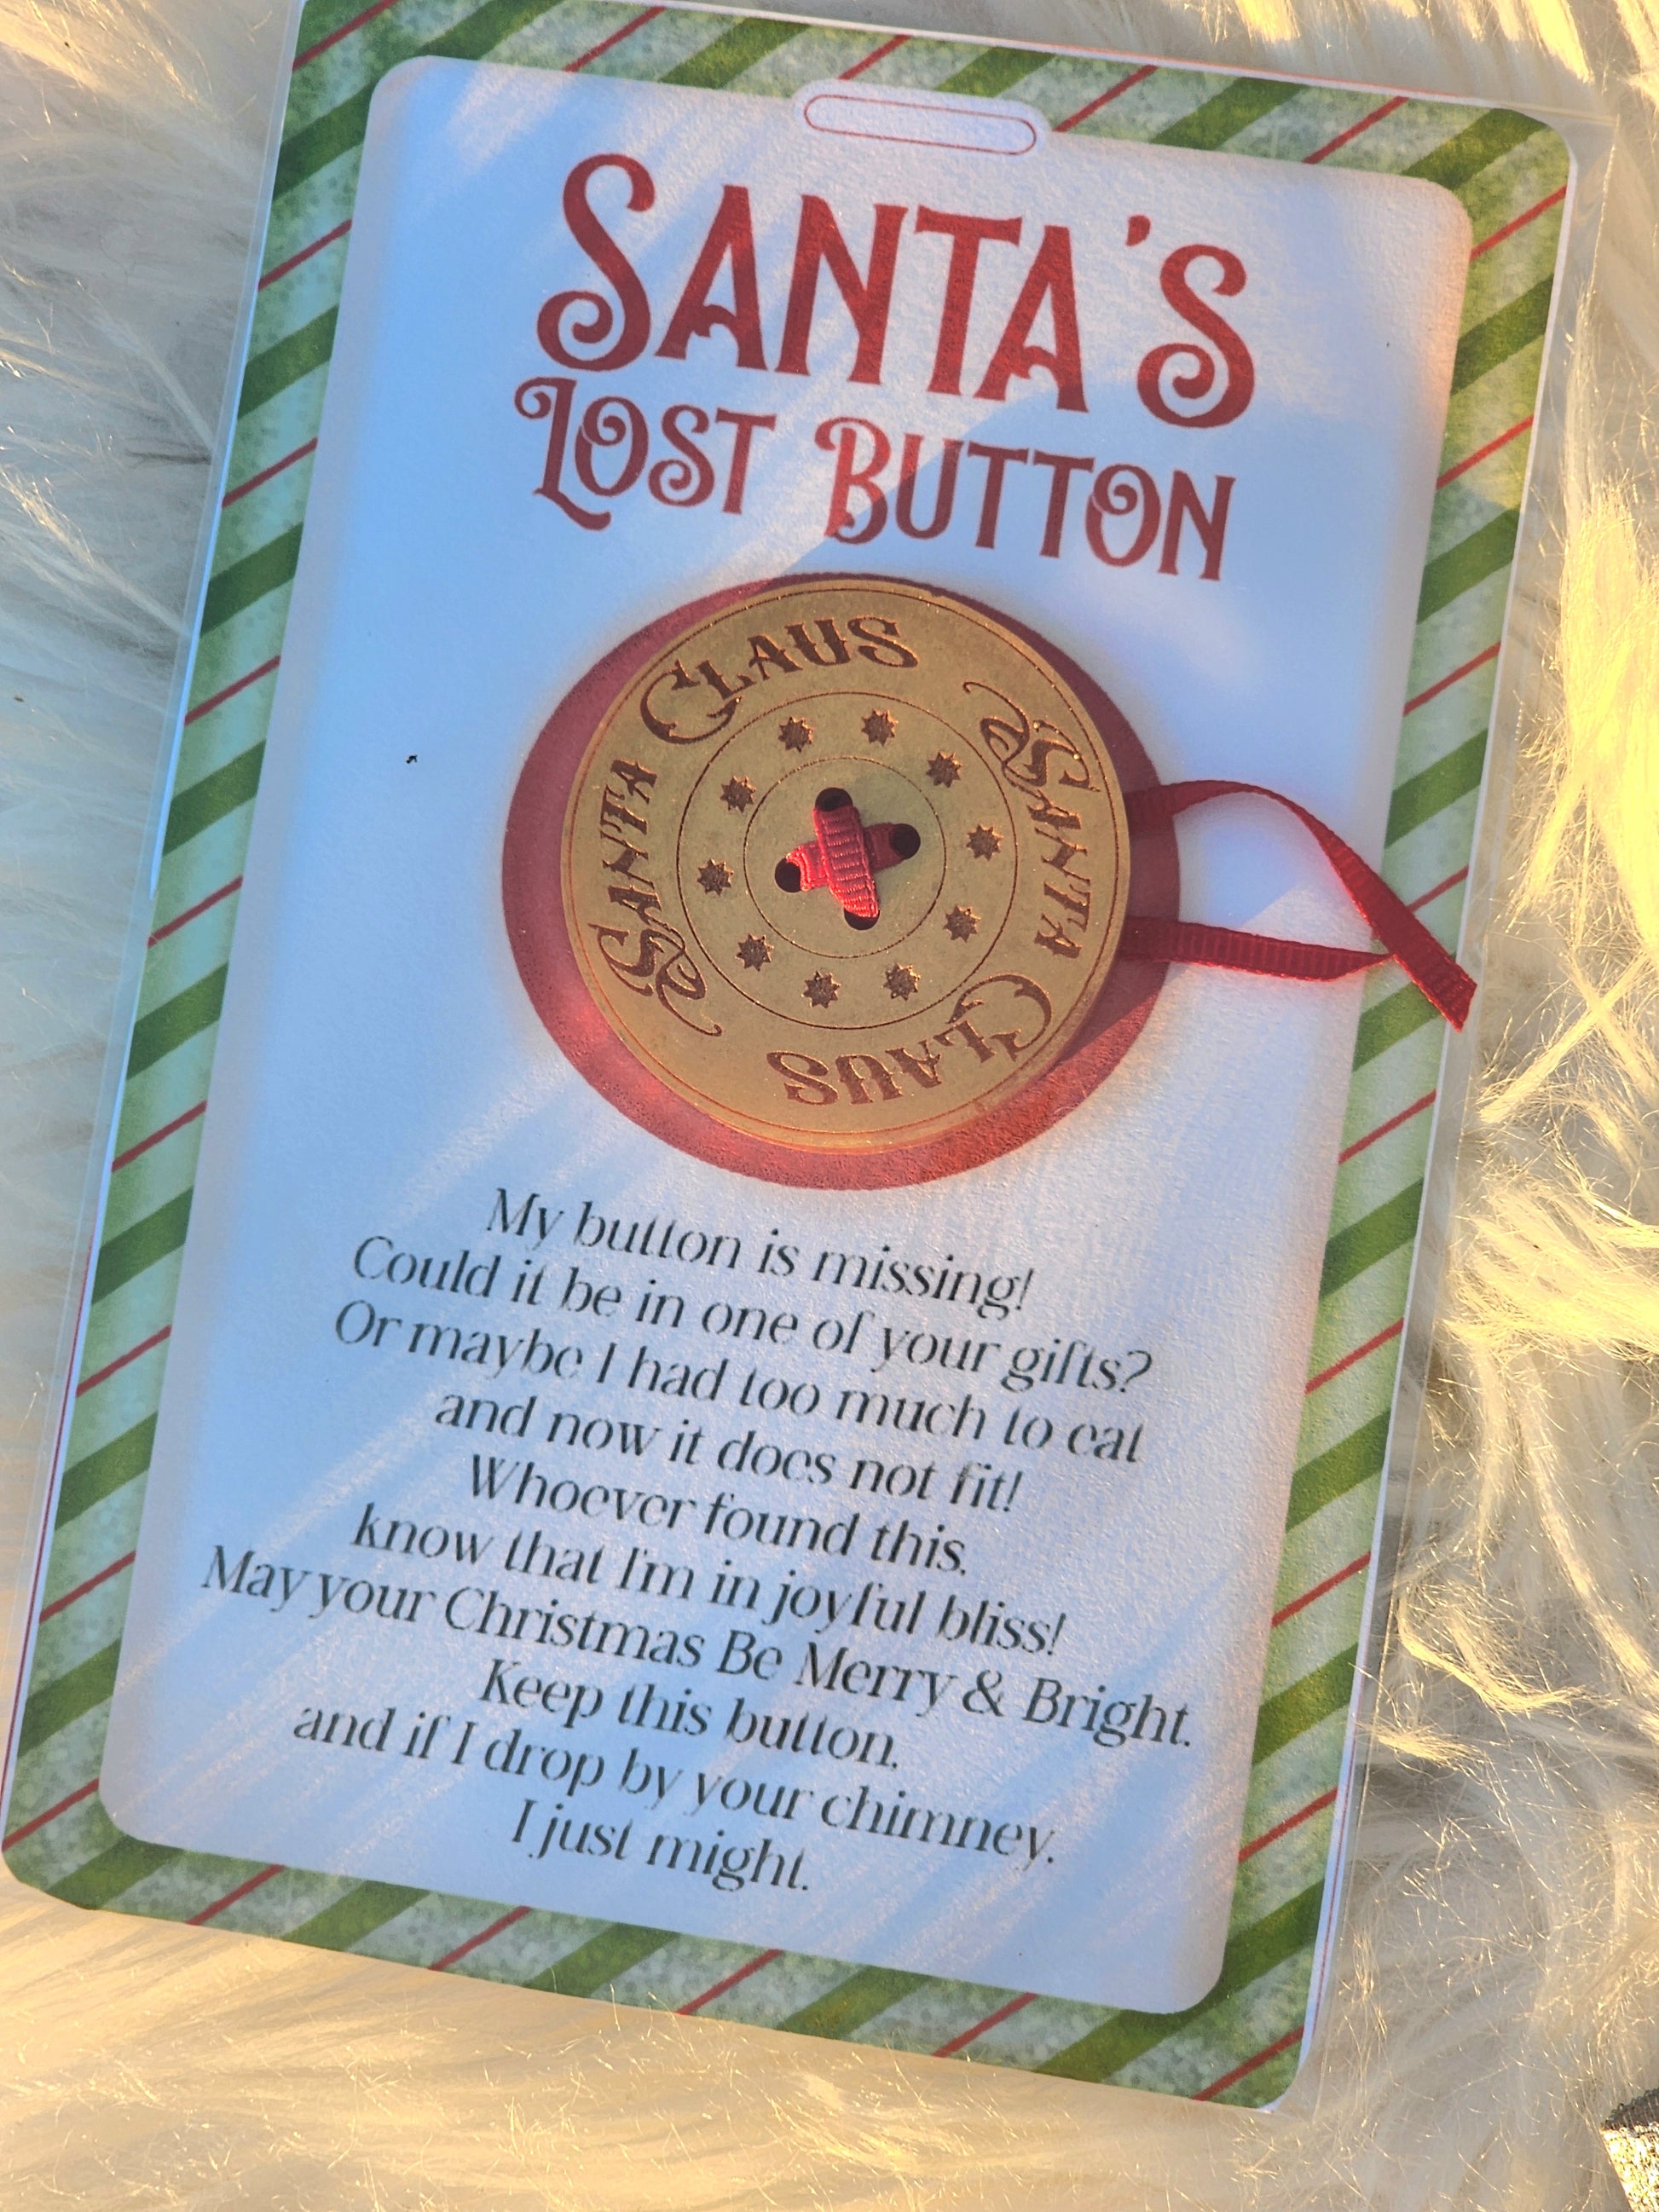 SANTA'S
LOST BUTTON
SANTA CLAUS
SANTA CLAUS
My button is missing!
Could it be in one of your gifts?
Or maybe I had too much to eat
and now it does not fit!
Whoever found this,
know that I'm in joyful bliss!
May your Christmas Be Merry & Bright.
Keep this button,
and if I drop by your chimney,
I just might.